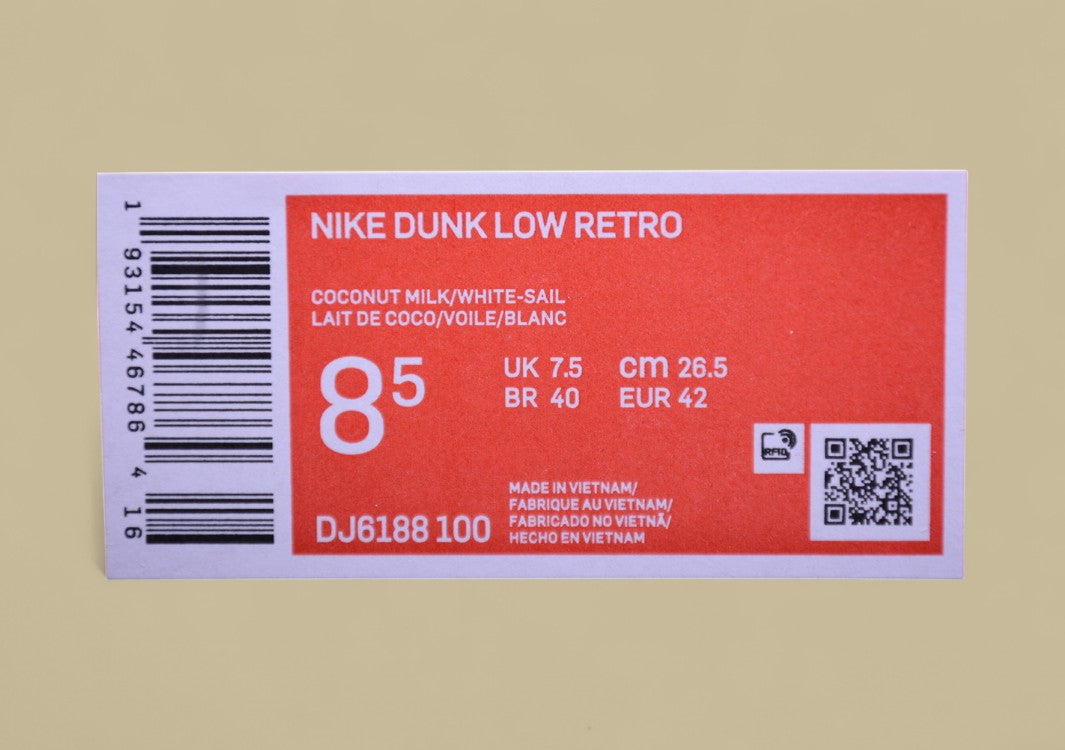 NIKE DUNK LOW RETRO
COCONUT MILK/WHITE-SAIL
LAIT DE COCO/VOILE/BLANC
8 5
UK 7.5 cm 26.5
BR 40 EUR 42
RFID
MADE IN VIETNAM/
FABRIQUE AU VIETNAM/
FABRICADO NO VIETNÃ/
HECHO EN VIETNAM
DJ6188 100
1 93154 46786 4 16